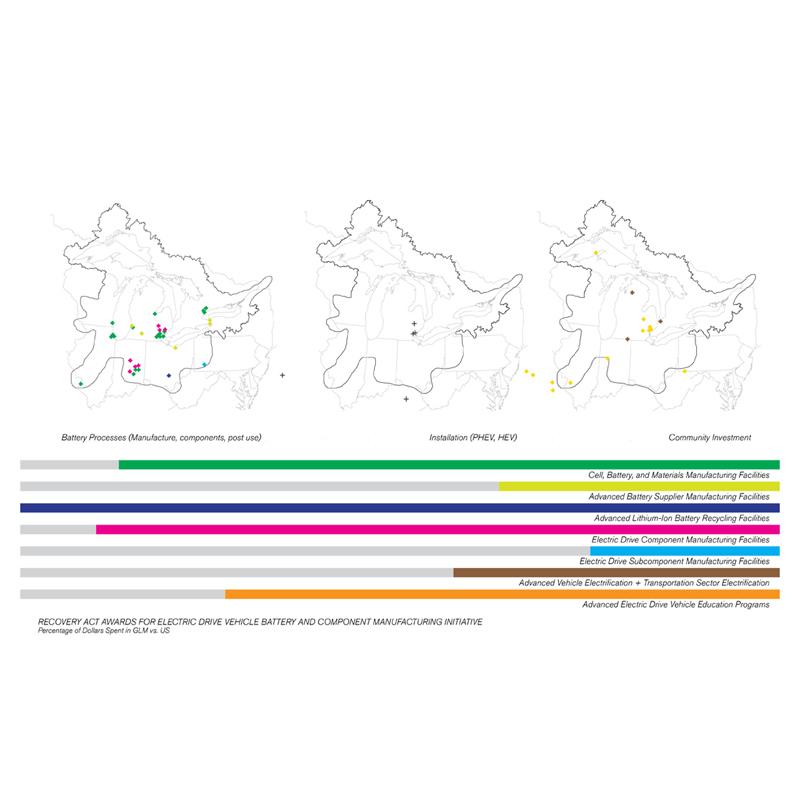 Battery Processes (Manufacture, components, post use)
Installation (PHEV, HEV)
Community Investment
Cell, Battery, and Materials Manufacturing Facilities
Advanced Battery Supplier Manufacturing Facilities
Advanced Lithium-Ion Battery Recycling Facilities
Electric Drive Component Manufacturing Facilities
Electric Drive Subcomponent Manufacturing Facilities
Advanced Vehicle Electrification + Transportation Sector Electrification
Advanced Electric Drive Vehicle Education Programs
RECOVERY ACT AWARDS FOR ELECTRIC DRIVE VEHICLE BATTERY AND COMPONENT MANUFACTURING INITIATIVE
Percentage of Dollars Spent in GLM vs. US